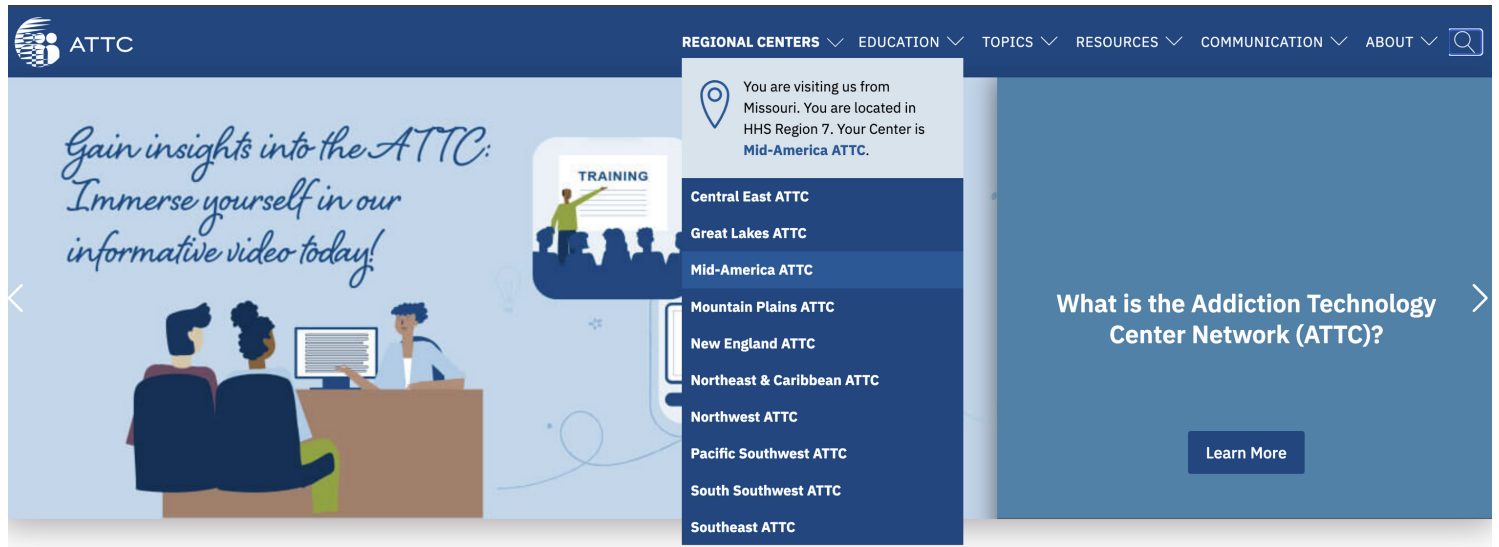 ATTC
REGIONAL CENTERS
EDUCATION
TOPICS
RESOURCES
COMMUNICATION
ABOUT
You are visiting us from
Missouri. You are located in
HHS Region 7. Your Center is
Mid-America ATTC.
Central East ATTC
Great Lakes ATTC
Mid-America ATTC
Mountain Plains ATTC
New England ATTC
Northeast & Caribbean ATTC
Northwest ATTC
Pacific Southwest ATTC
South Southwest ATTC
Southeast ATTC
Gain insights into the ATTC:
Immerse yourself in our
informative video today!
TRAINING
What is the Addiction Technology
Center Network (ATTC)?
Learn More